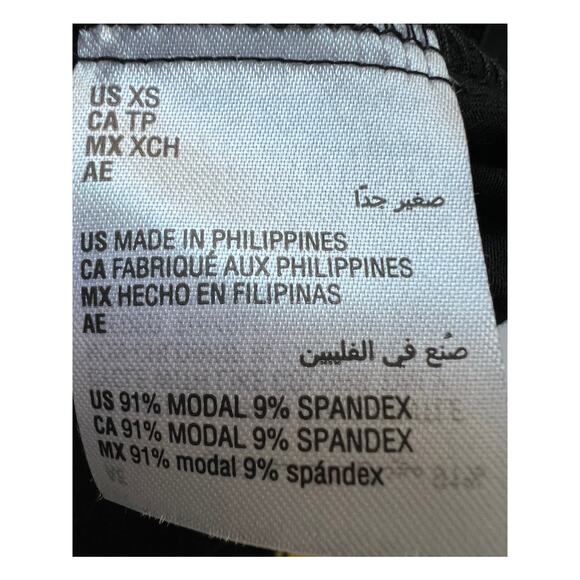 US XS
CA TP
MX XCH
AE
صغير جدًا
US MADE IN PHILIPPINES
CA FABRIQUÉ AUX PHILIPPINES
MX HECHO EN FILIPINAS
AE
صُنع في الفلبين
US 91% MODAL 9% SPANDEX
CA 91% MODAL 9% SPANDEX
MX 91% modal 9% spándex